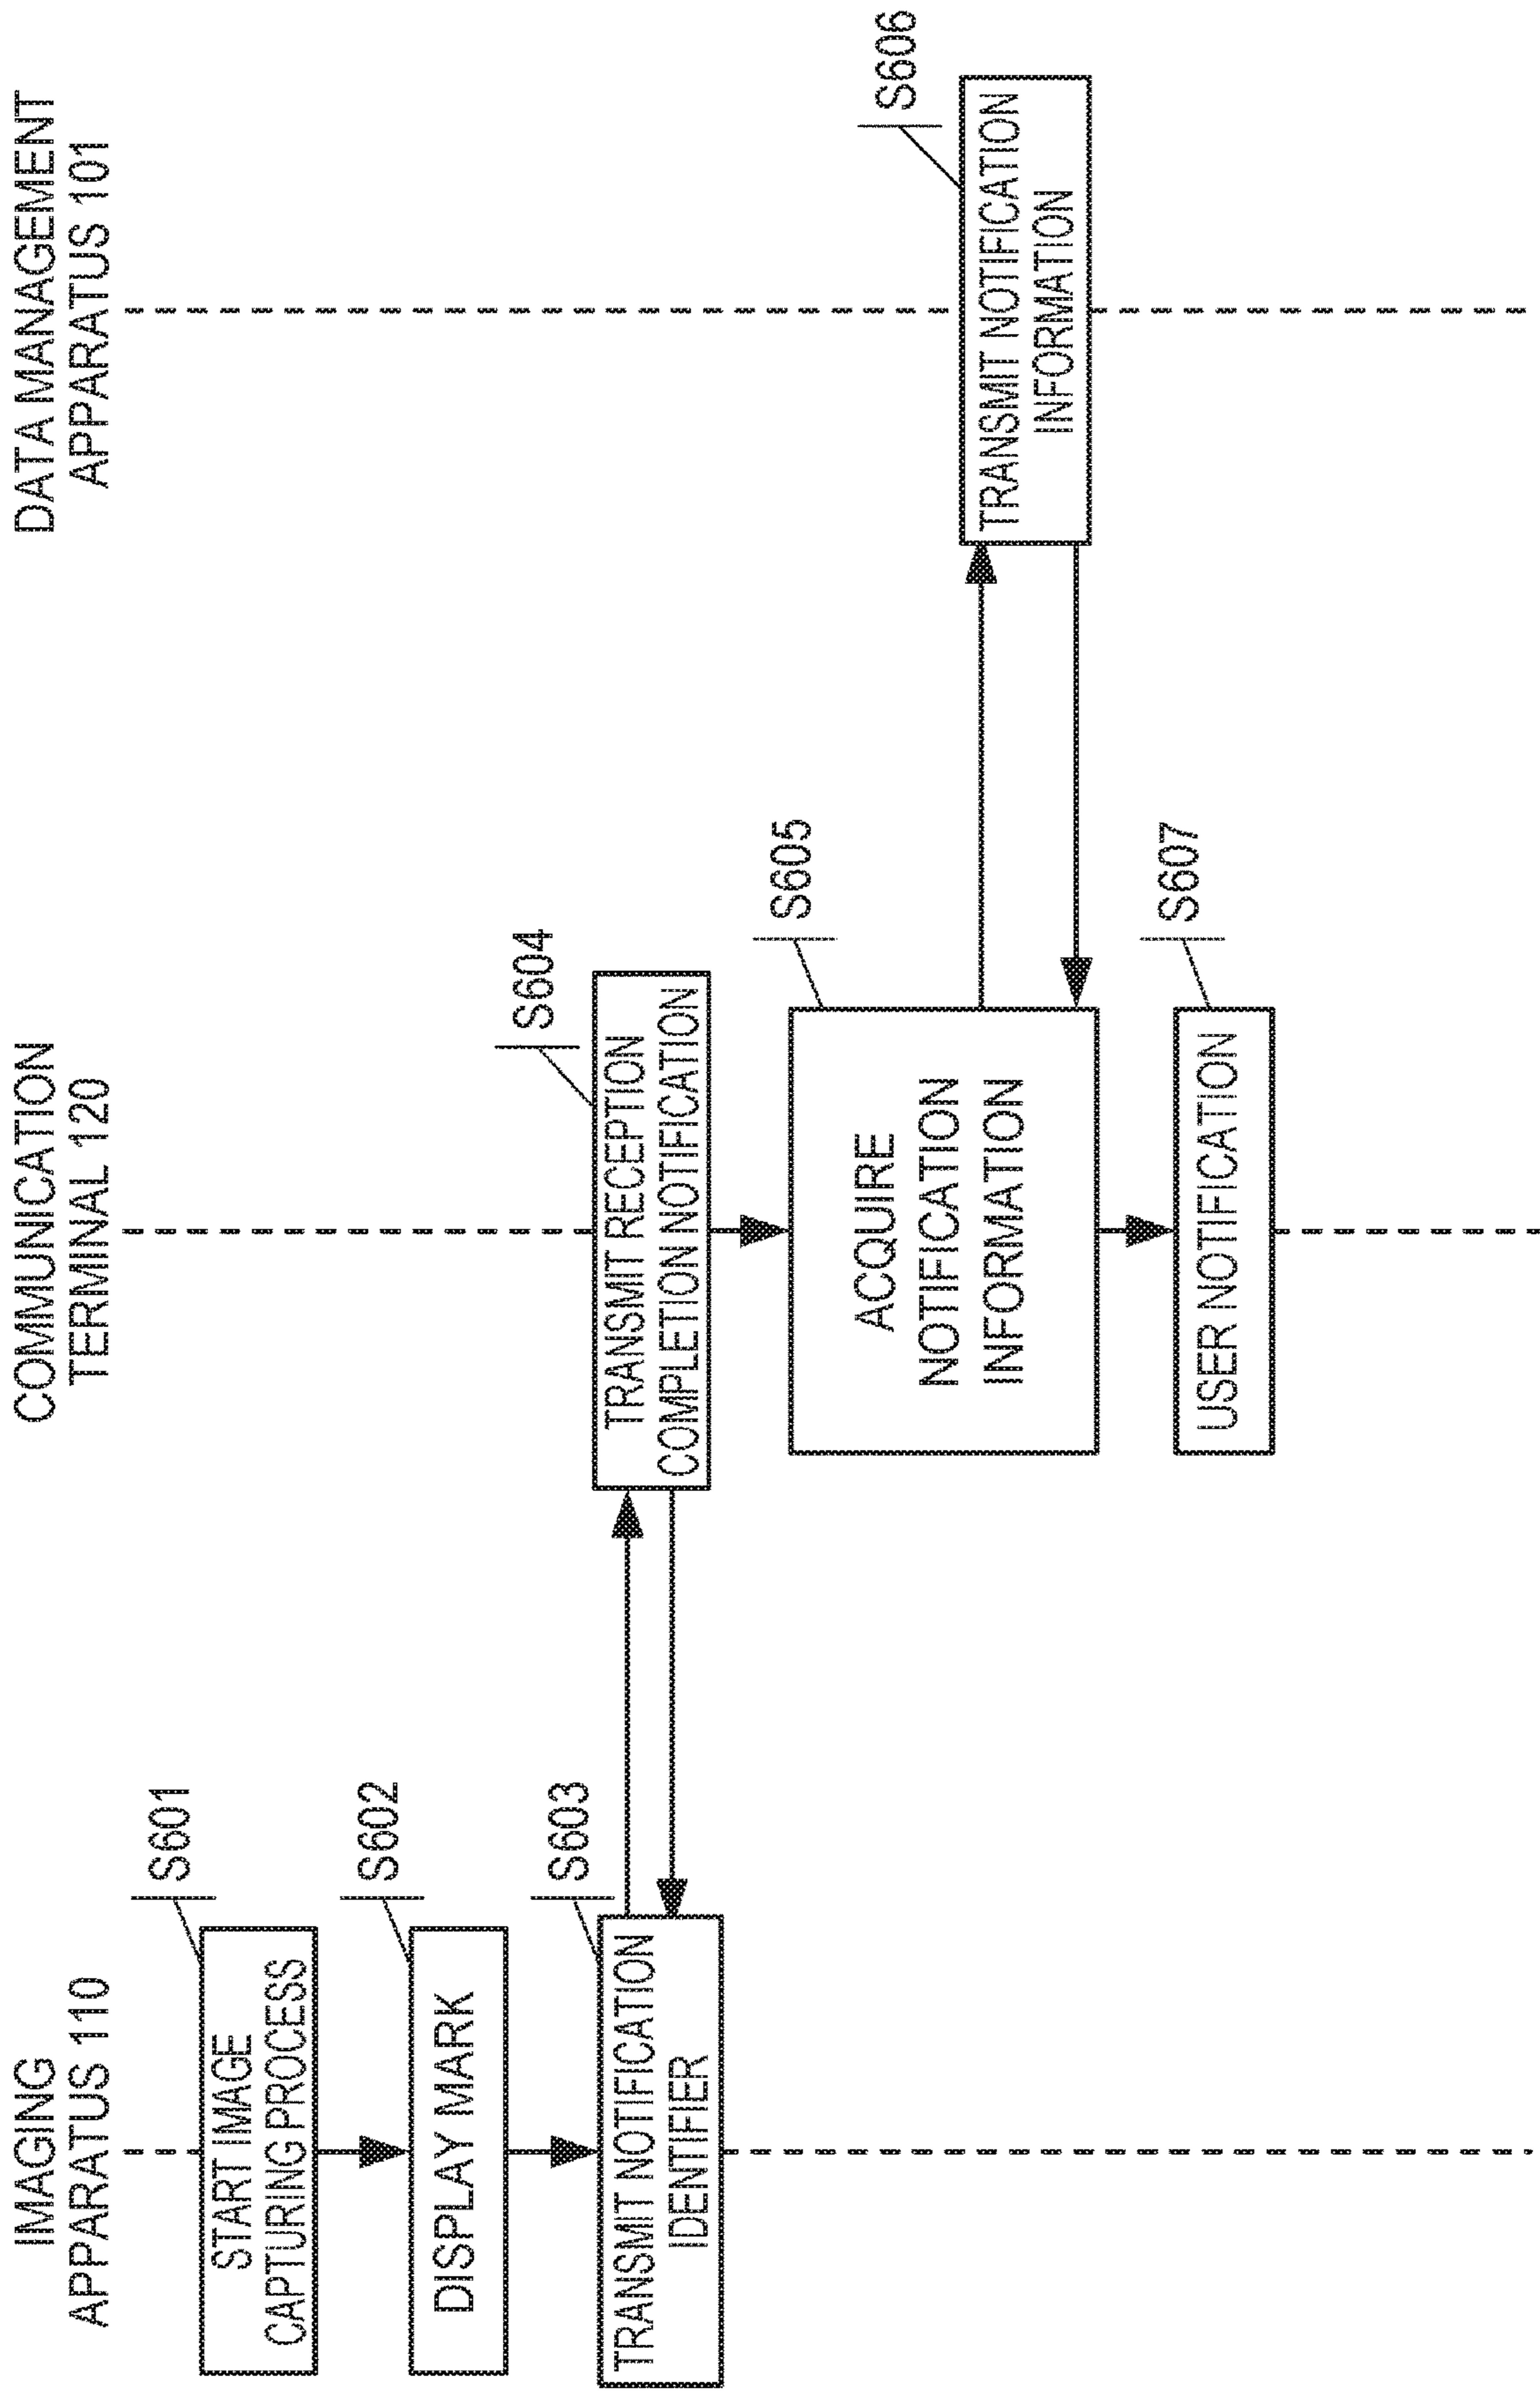 IMAGING
APPARATUS 110
COMMUNICATION
TERMINAL 120
DATA MANAGEMENT
APPARATUS 101
S601
START IMAGE
CAPTURING PROCESS
S602
DISPLAY MARK
S603
TRANSMIT NOTIFICATION
IDENTIFIER
S604
TRANSMIT RECEPTION
COMPLETION NOTIFICATION
S605
ACQUIRE
NOTIFICATION
INFORMATION
S606
TRANSMIT NOTIFICATION
INFORMATION
S607
USER NOTIFICATION